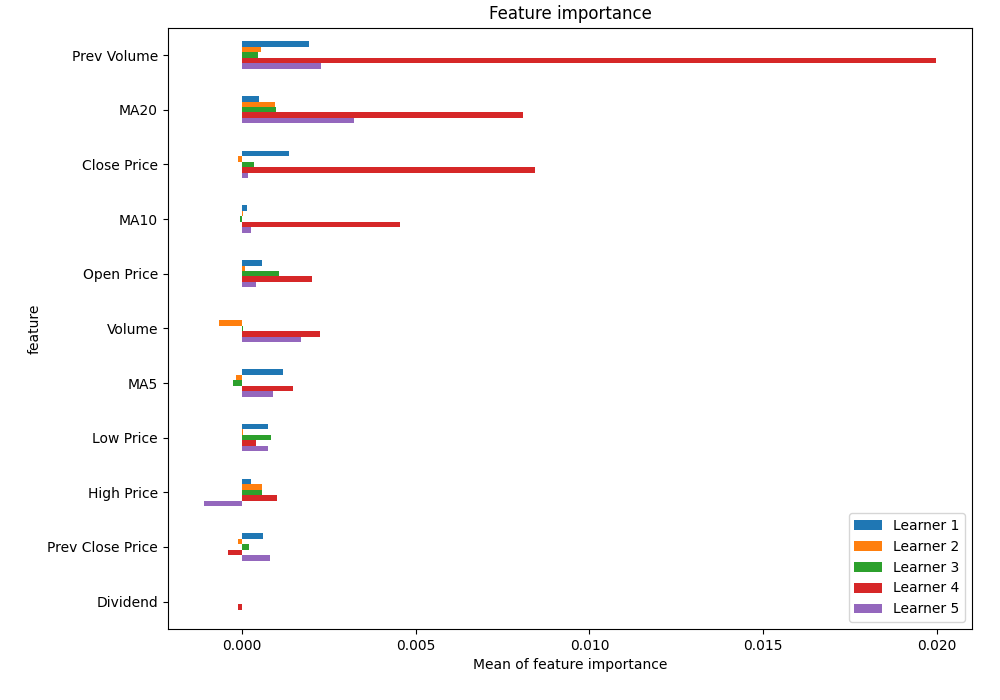 Feature importance
Prev Volume
MA20
Close Price
MA10
Open Price
Volume
MA5
Low Price
High Price
Prev Close Price
Dividend
feature
Learner 1
Learner 2
Learner 3
Learner 4
Learner 5
0.000 0.005 0.010 0.015 0.020
Mean of feature importance